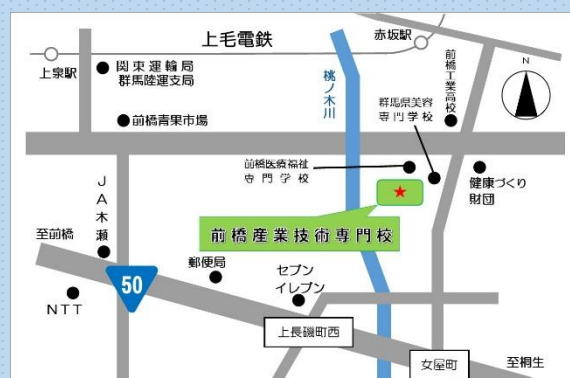 上毛電鉄
赤坂駅
上泉駅
関東運輸局
群馬陸運支局
桃ノ木川
前橋工業高校
N
群馬県美容
専門学校
前橋青果市場
前橋医療福祉
専門学校
健康づくり
財団
JA木瀬
前橋産業技術専門校
至前橋
郵便局
セブン
イレブン
50
NTT
上長磯町西
女屋町
至桐生